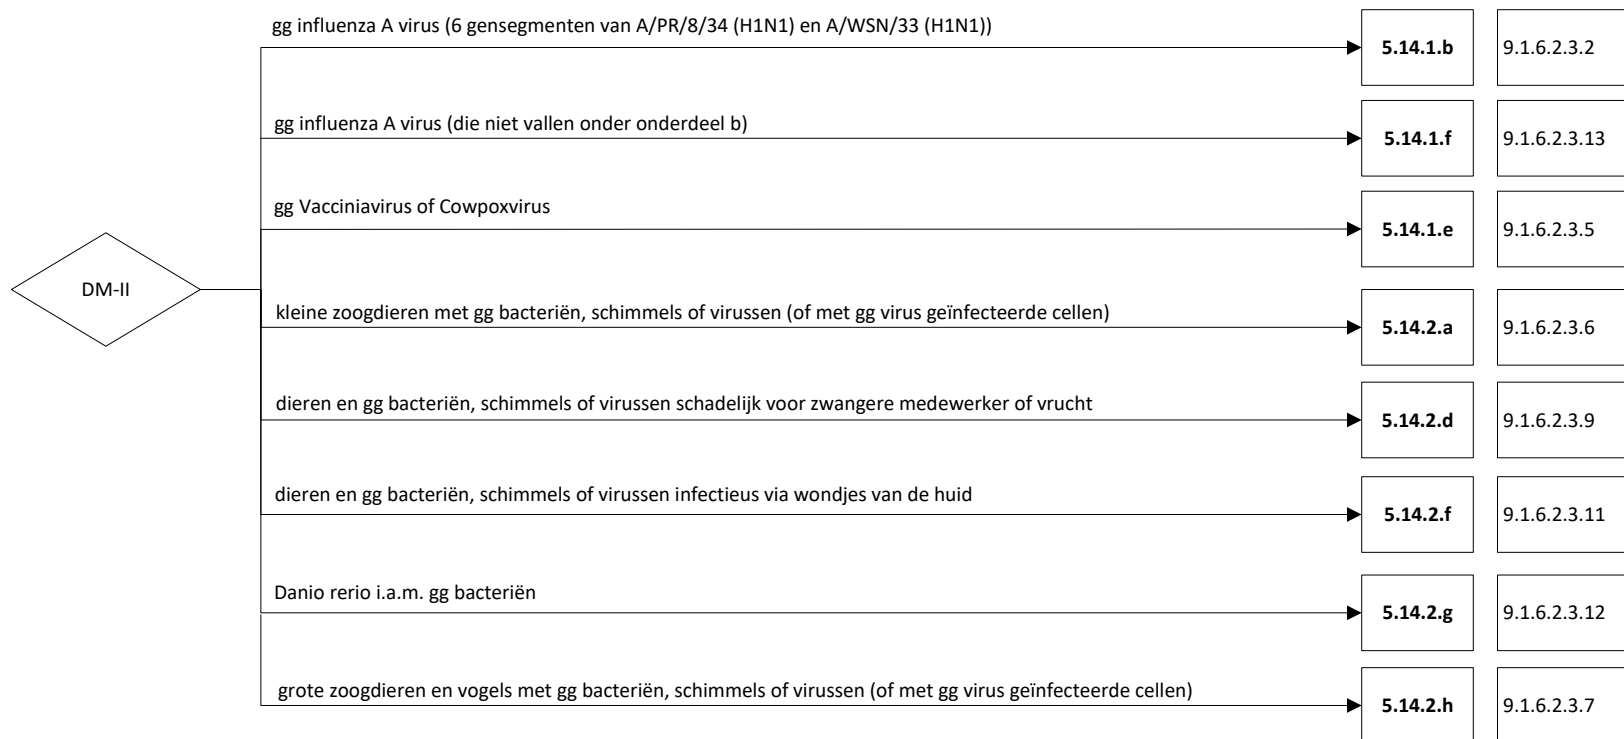 gg influenza A virus (6 gensegmenten van A/PR/8/34 (H1N1) en A/WSN/33 (H1N1))
5.14.1.b
9.1.6.2.3.2
gg influenza A virus (die niet vallen onder onderdeel b)
5.14.1.f
9.1.6.2.3.13
gg Vacciniavirus of Cowpoxvirus
5.14.1.e
9.1.6.2.3.5
DM-II
kleine zoogdieren met gg bacteriën, schimmels of virussen (of met gg virus geïnfecteerde cellen)
5.14.2.a
9.1.6.2.3.6
dieren en gg bacteriën, schimmels of virussen schadelijk voor zwangere medewerker of vrucht
5.14.2.d
9.1.6.2.3.9
dieren en gg bacteriën, schimmels of virussen infectieus via wondjes van de huid
5.14.2.f
9.1.6.2.3.11
Danio rerio i.a.m. gg bacteriën
5.14.2.g
9.1.6.2.3.12
grote zoogdieren en vogels met gg bacteriën, schimmels of virussen (of met gg virus geïnfecteerde cellen)
5.14.2.h
9.1.6.2.3.7